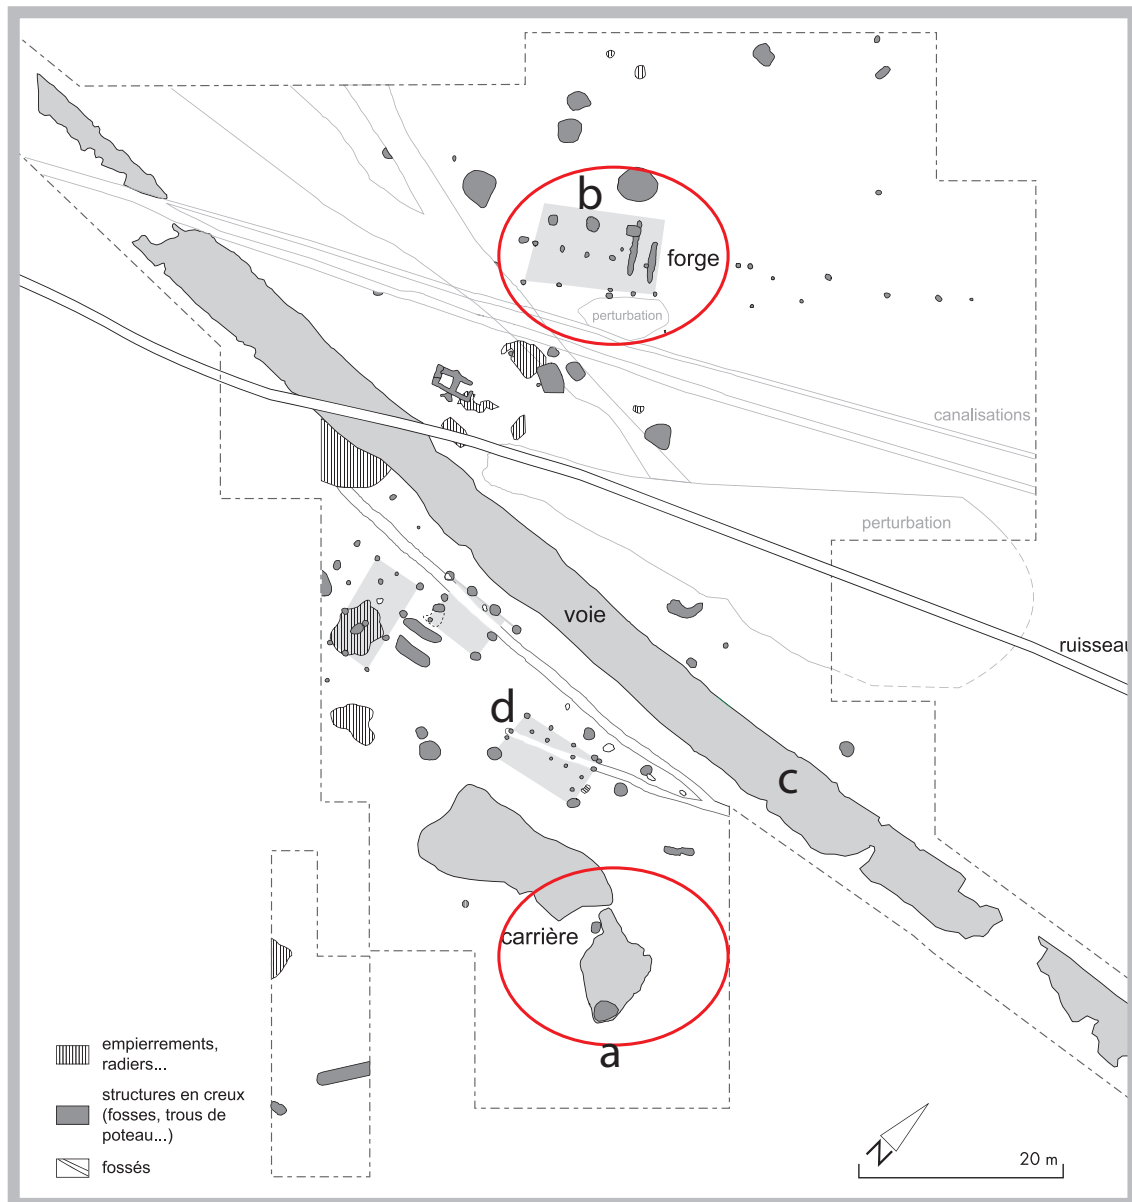 b
forge
perturbation
canalisations
perturbation
voie
ruisseau
d
c
carrière
a
empierrements,
radiers...
structures en creux
(fosses, trous de
poteau...)
fossés
N
20 m